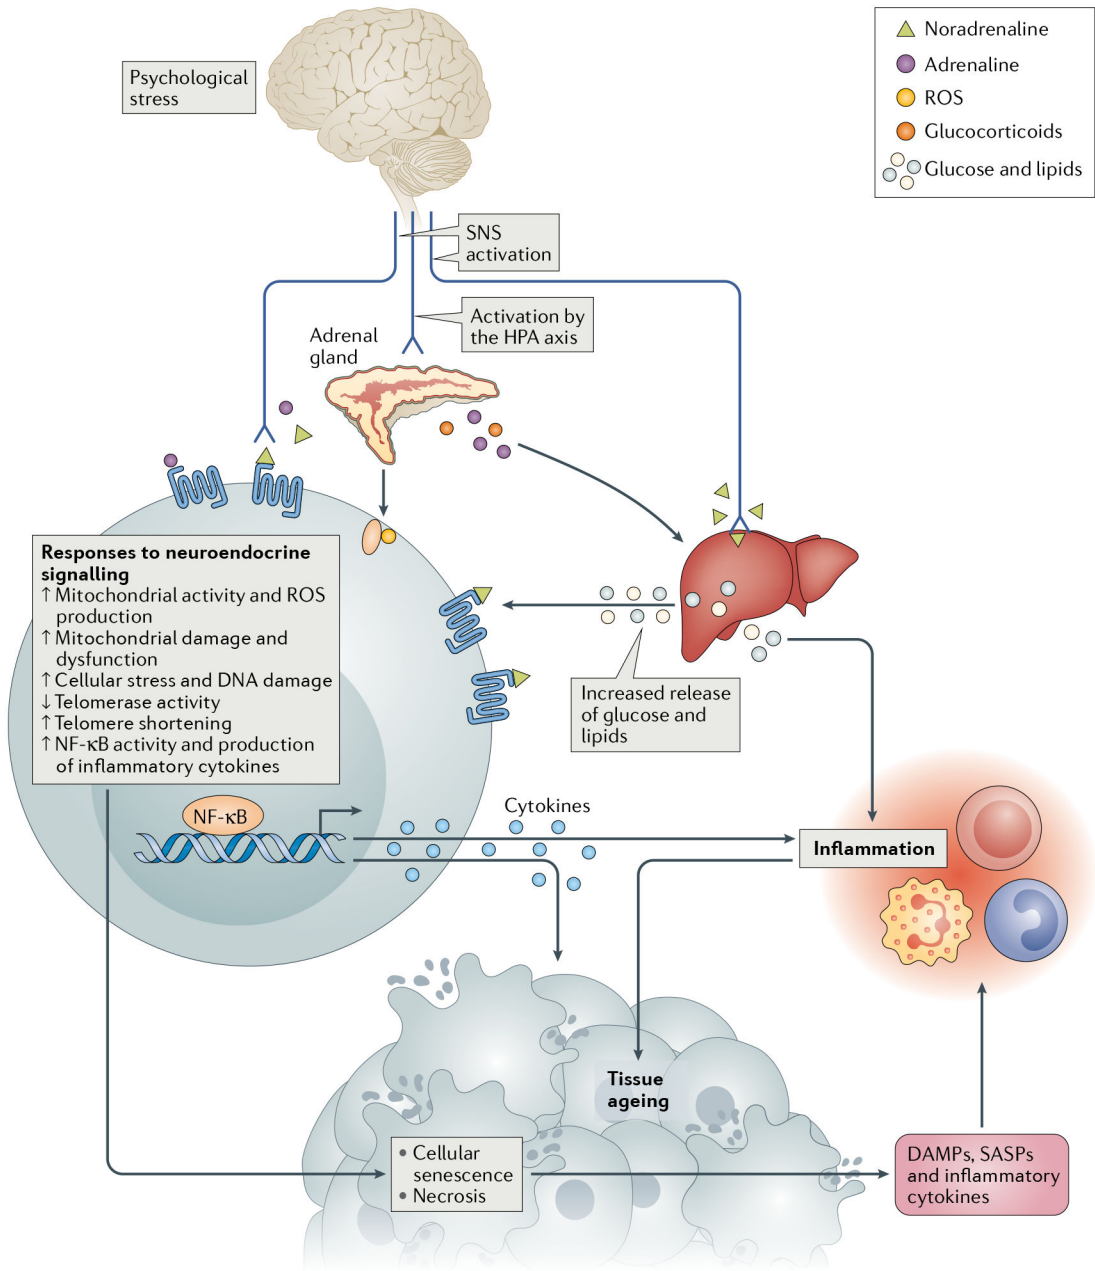 Psychological
stress
Noradrenaline
Adrenaline
ROS
Glucocorticoids
Glucose and lipids
SNS
activation
Activation by
the HPA axis
Adrenal
gland
Responses to neuroendocrine
signalling
↑ Mitochondrial activity and ROS
production
↑ Mitochondrial damage and
dysfunction
↑ Cellular stress and DNA damage
↓ Telomerase activity
↑ Telomere shortening
↑ NF-κB activity and production
of inflammatory cytokines
Increased release
of glucose and
lipids
NF-κB
Cytokines
Inflammation
Tissue
ageing
• Cellular
senescence
• Necrosis
DAMPs, SASPs
and inflammatory
cytokines